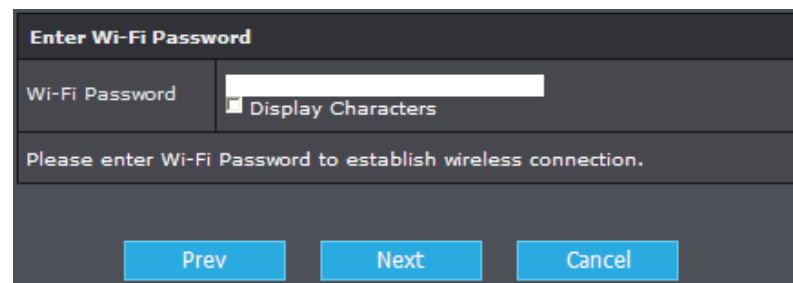 Enter Wi-Fi Password
Wi-Fi Password
Display Characters
Please enter Wi-Fi Password to establish wireless connection.
Prev Next Cancel